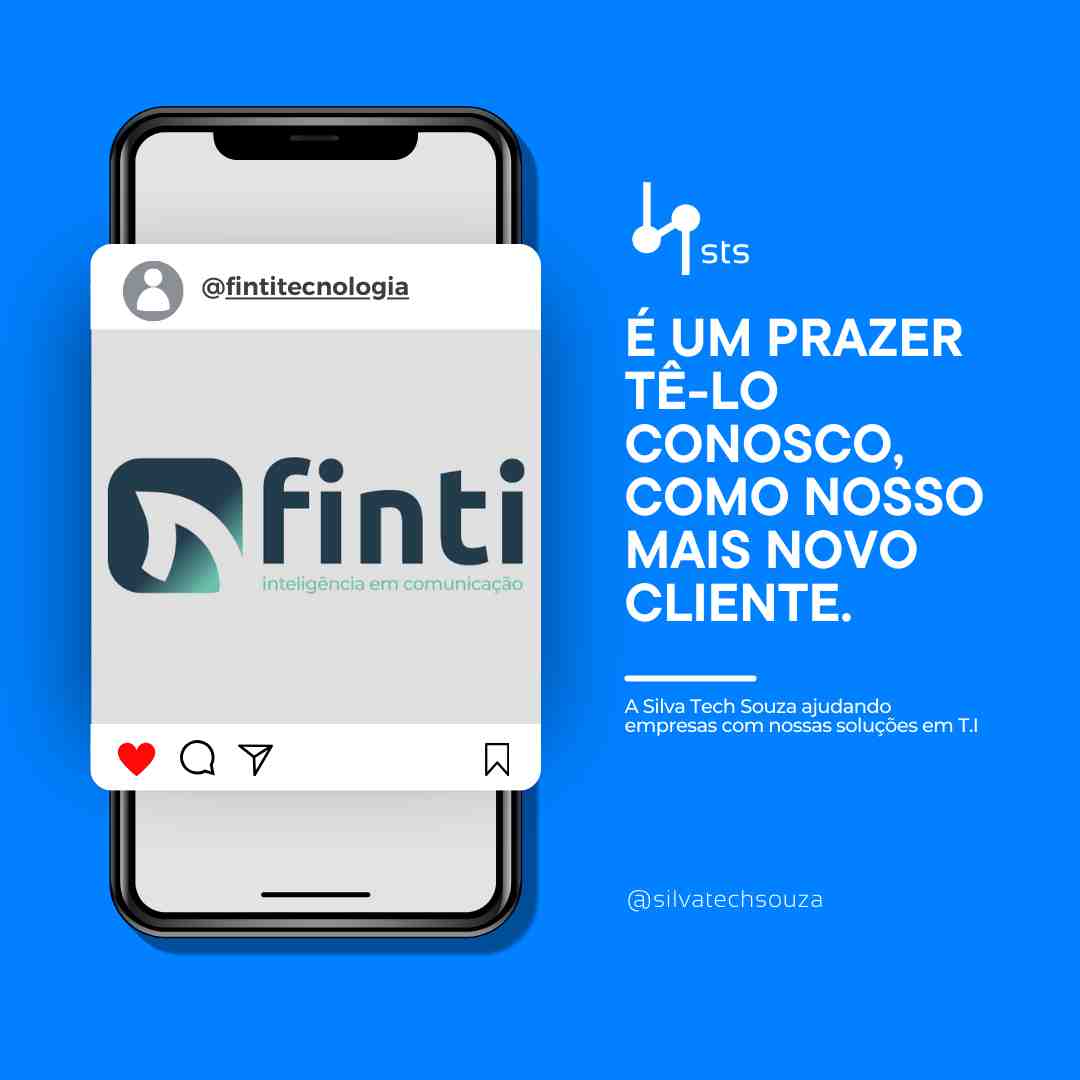 @fintitecnologia
finti
inteligência em comunicação
sts
É UM PRAZER
TÊ-LO
CONOSCO,
COMO NOSSO
MAIS NOVO
CLIENTE.
A Silva Tech Souza ajudando
empresas com nossas soluções em T.I
@silvatechsouza